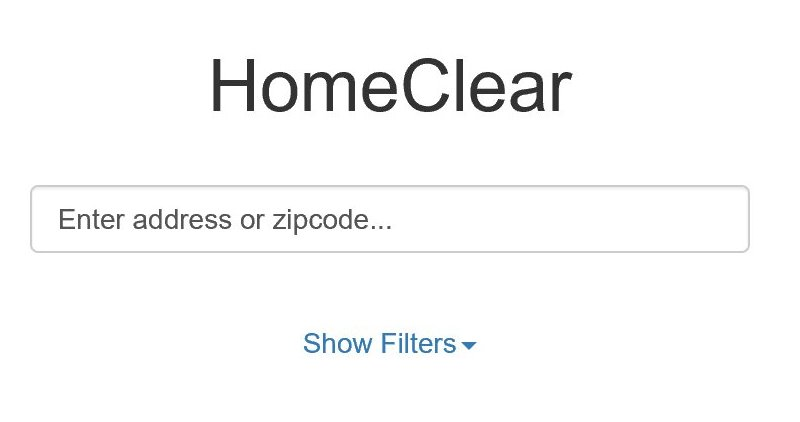 HomeClear
Enter address or zipcode...
Show Filters